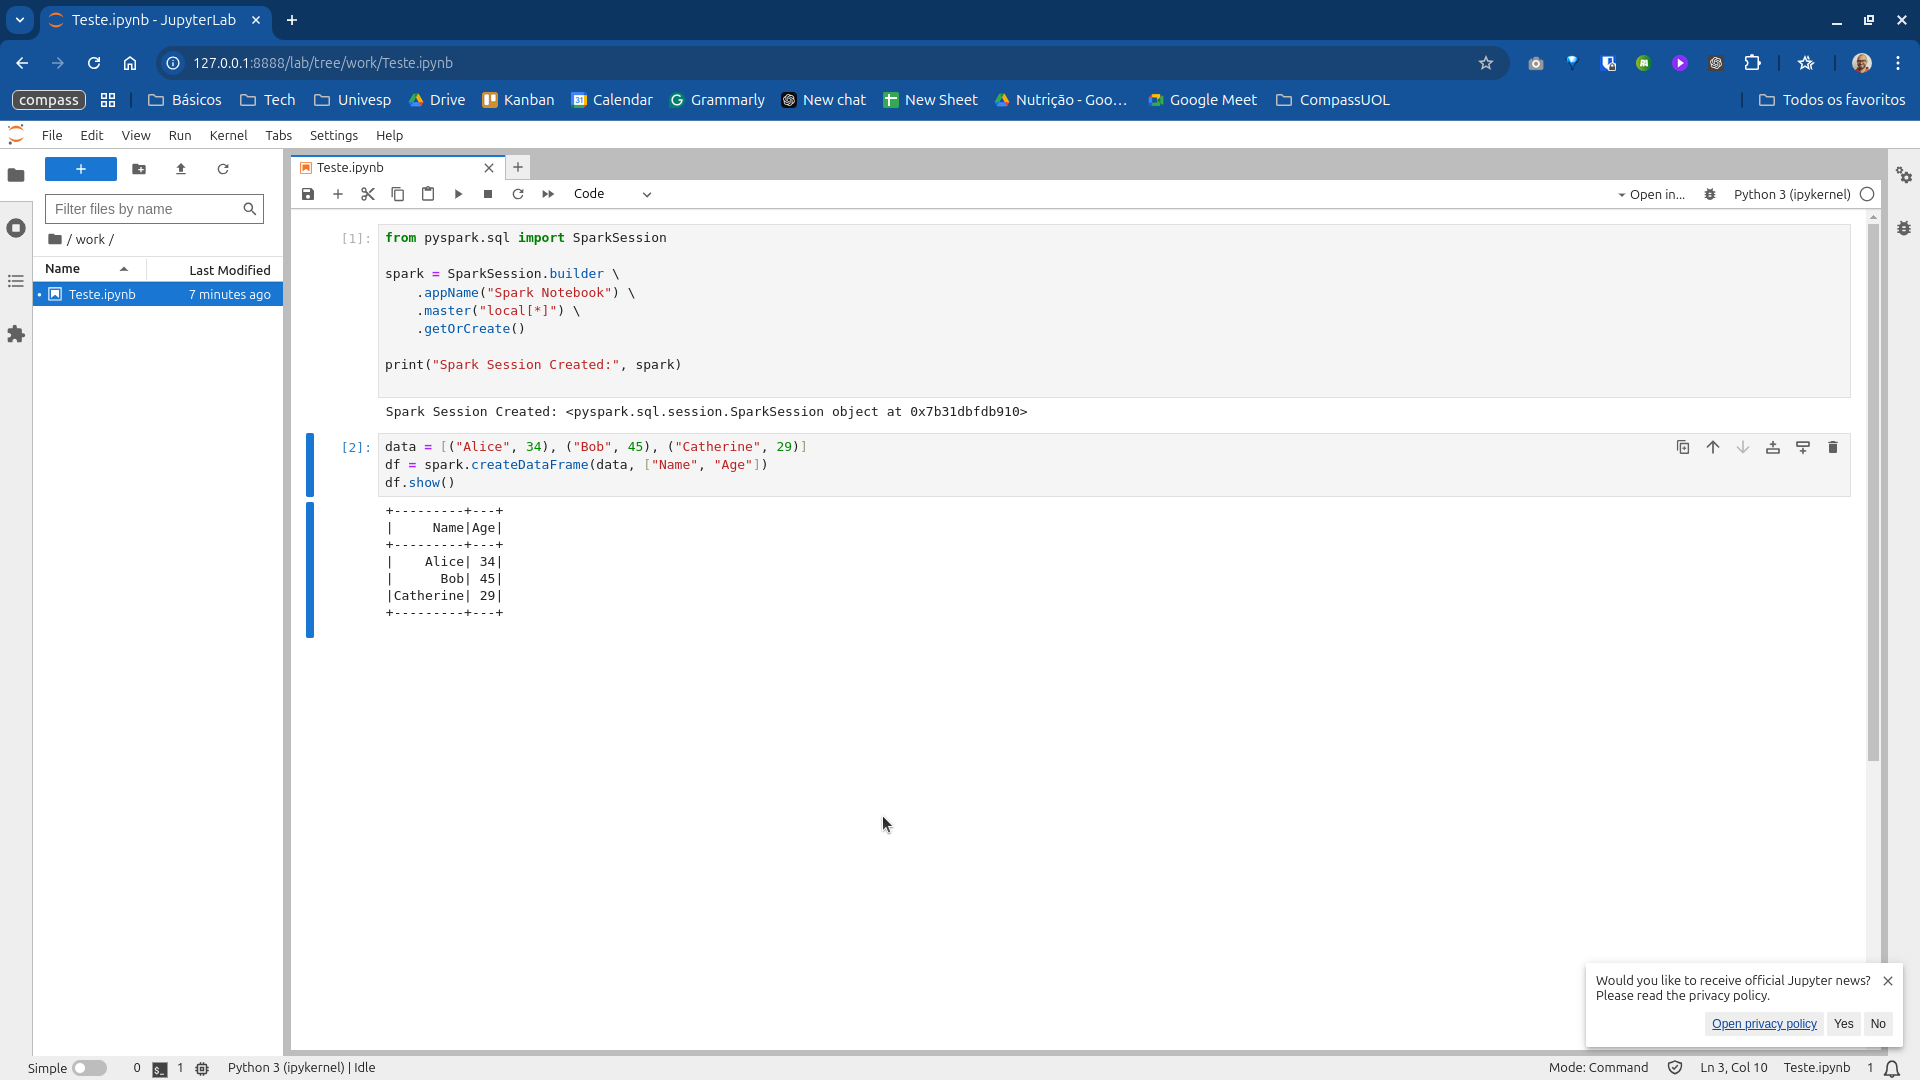 Teste.ipynb - JupyterLab
127.0.0.1:8888/lab/tree/work/Teste.ipynb
compass Básicos Tech Univesp Drive Kanban Calendar Grammarly New chat New Sheet Nutrição - Goo… Google Meet CompassUOL Todos os favoritos
File Edit View Run Kernel Tabs Settings Help
Teste.ipynb
Filter files by name
/ work /
Name Last Modified
Teste.ipynb 7 minutes ago
Code Open in... Python 3 (ipykernel)
[1]: from pyspark.sql import SparkSession
spark = SparkSession.builder \
    .appName("Spark Notebook") \
    .master("local[*]") \
    .getOrCreate()
print("Spark Session Created:", spark)
Spark Session Created: <pyspark.sql.session.SparkSession object at 0x7b31dbfdb910>
[2]: data = [("Alice", 34), ("Bob", 45), ("Catherine", 29)]
df = spark.createDataFrame(data, ["Name", "Age"])
df.show()
+---------+---+
|     Name|Age|
+---------+---+
|    Alice| 34|
|      Bob| 45|
|Catherine| 29|
+---------+---+
Would you like to receive official Jupyter news?
Please read the privacy policy.
Open privacy policy Yes No
Simple 0 1 Python 3 (ipykernel) | Idle Mode: Command Ln 3, Col 10 Teste.ipynb 1